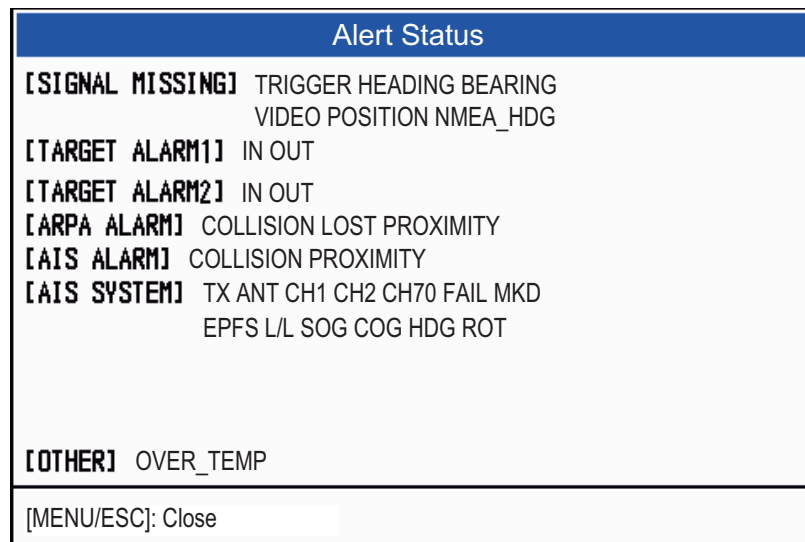 Alert Status
[SIGNAL MISSING] TRIGGER HEADING BEARING
VIDEO POSITION NMEA_HDG
[TARGET ALARM1] IN OUT
[TARGET ALARM2] IN OUT
[ARPA ALARM] COLLISION LOST PROXIMITY
[AIS ALARM] COLLISION PROXIMITY
[AIS SYSTEM] TX ANT CH1 CH2 CH70 FAIL MKD
EPFS L/L SOG COG HDG ROT
[OTHER] OVER_TEMP
[MENU/ESC]: Close